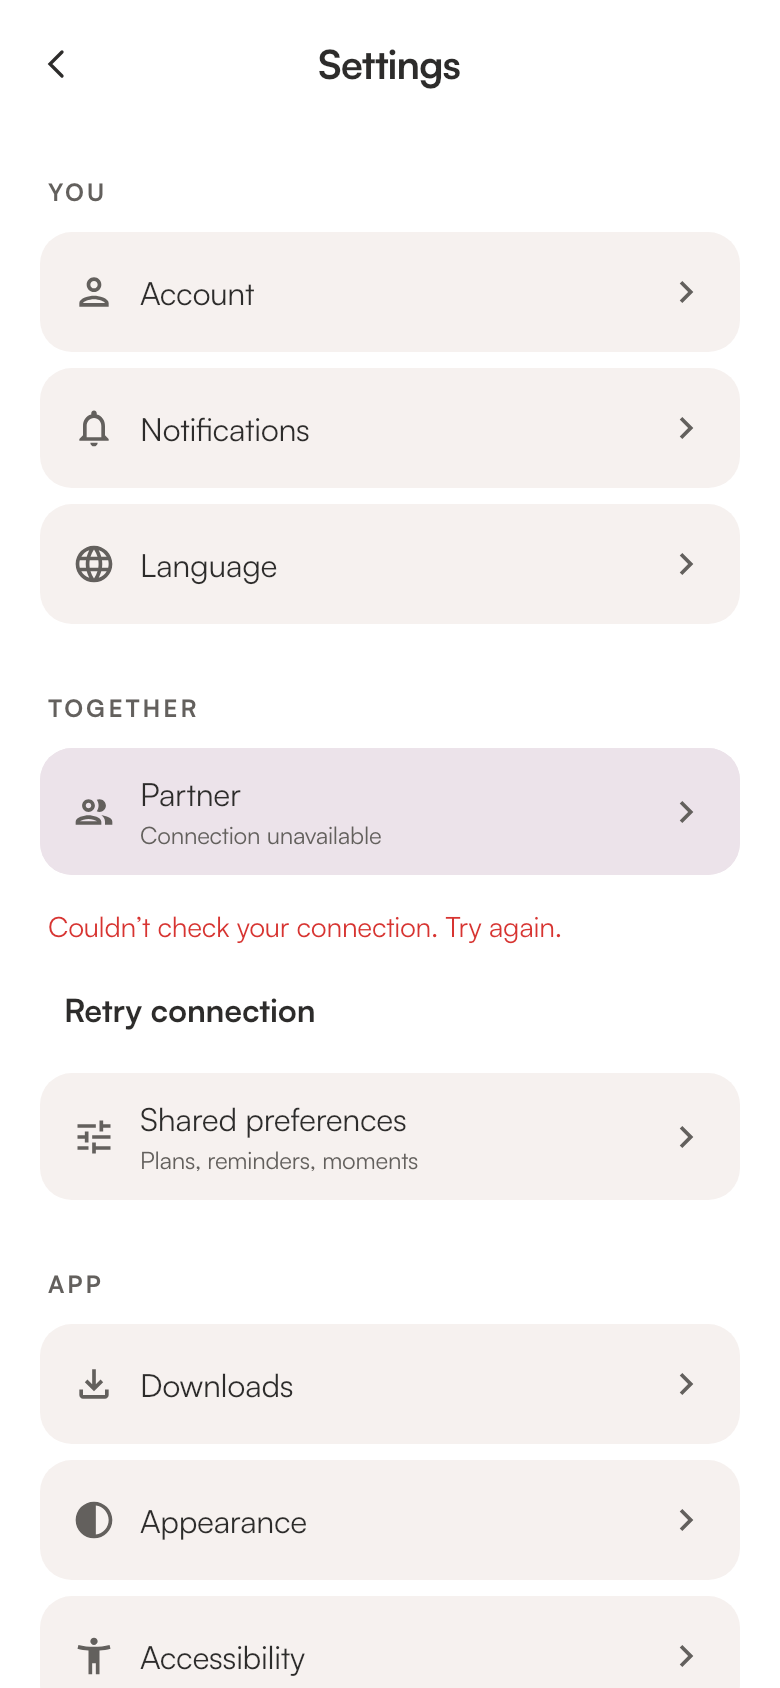 Settings
YOU
Account
Notifications
Language
TOGETHER
Partner
Connection unavailable
Couldn’t check your connection. Try again.
Retry connection
Shared preferences
Plans, reminders, moments
APP
Downloads
Appearance
Accessibility